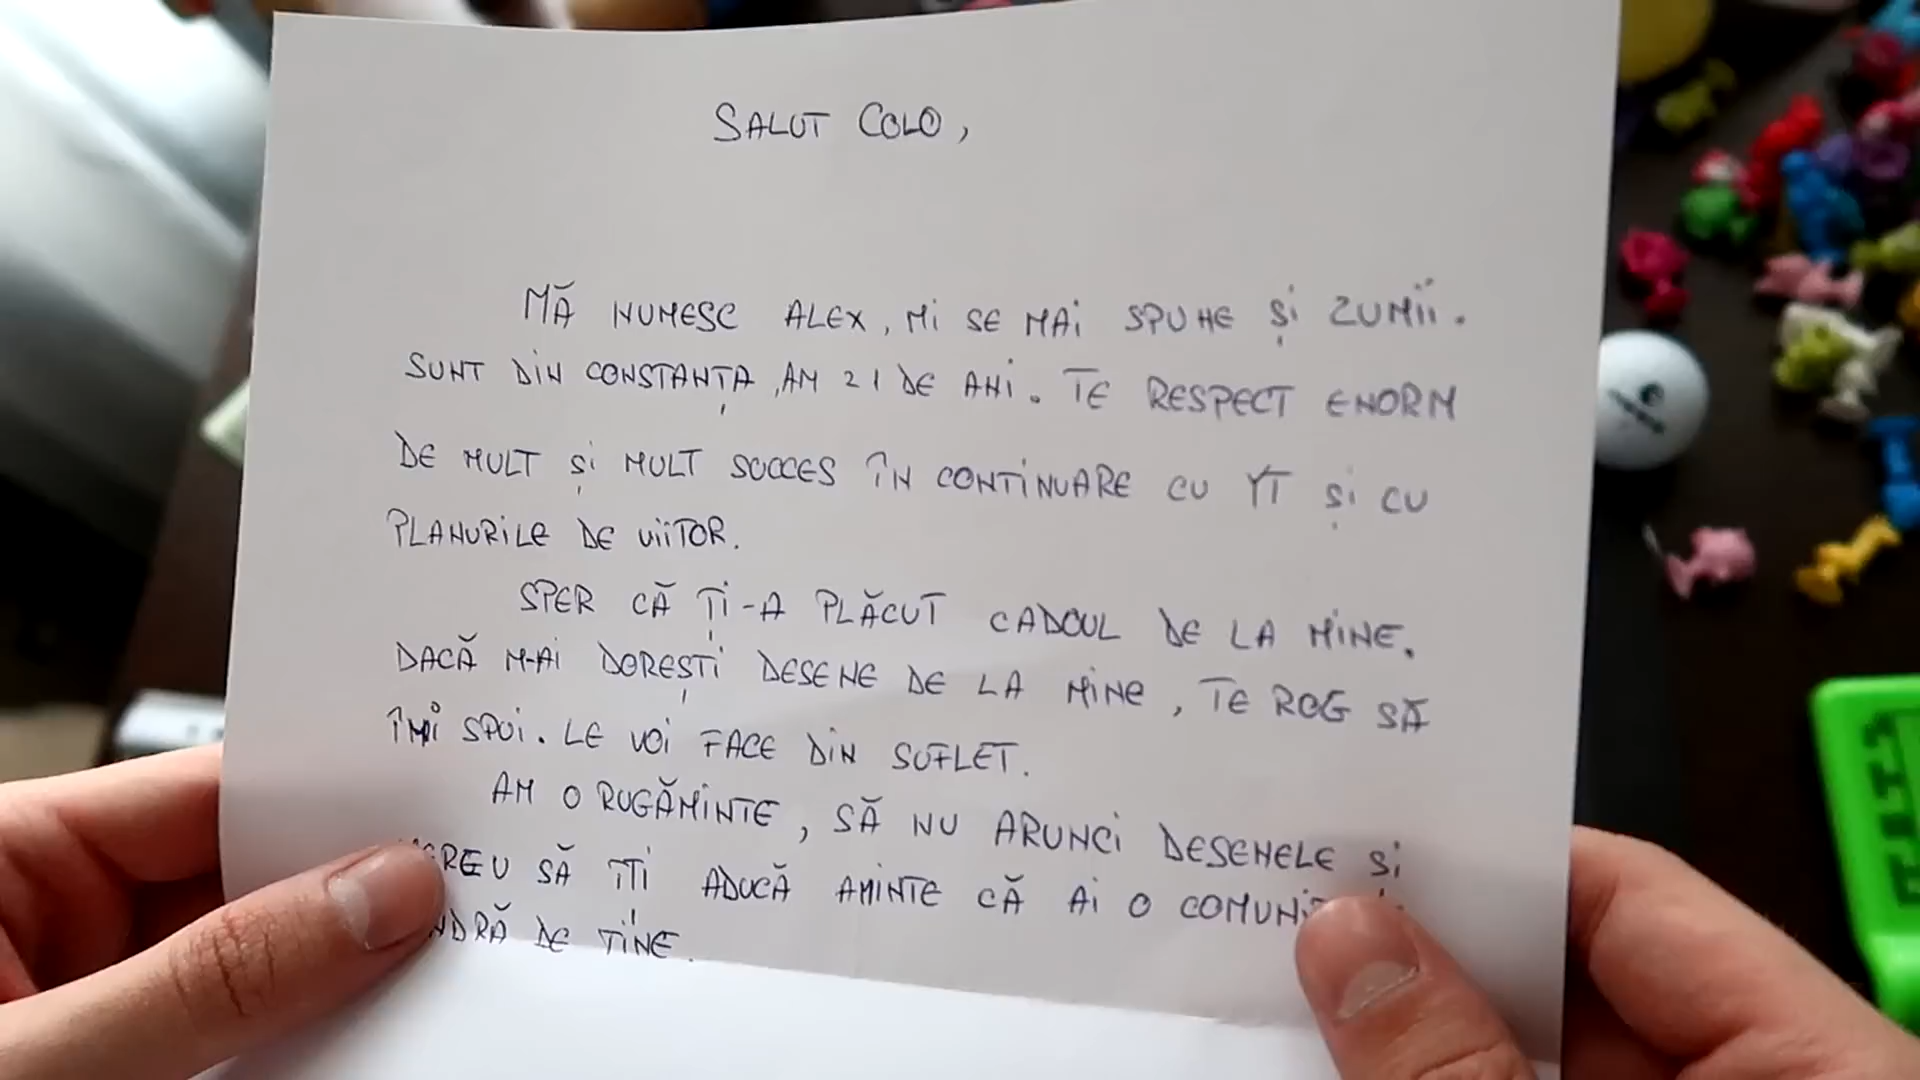 SALUT COLO,
MĂ NUMESC ALEX, MI SE MAI SPUNE ȘI ZUMII.
SUNT DIN CONSTANȚA, AM 21 DE ANI. TE RESPECT ENORM
DE MULT ȘI MULT SUCCES ÎN CONTINUARE CU YT ȘI CU
PLANURILE DE VIITOR.
SPER CĂ ȚI-A PLĂCUT CADOUL DE LA MINE.
DACĂ M-AI DOREȘTI DESENE DE LA MINE, TE ROG SĂ
ÎMI SPUI. LE VOI FACE DIN SUFLET.
AM O RUGĂMINTE, SĂ NU ARUNCI DESENELE SI
SĂ ÎȚI ADUCĂ AMINTE CĂ AI O
DE TINE.